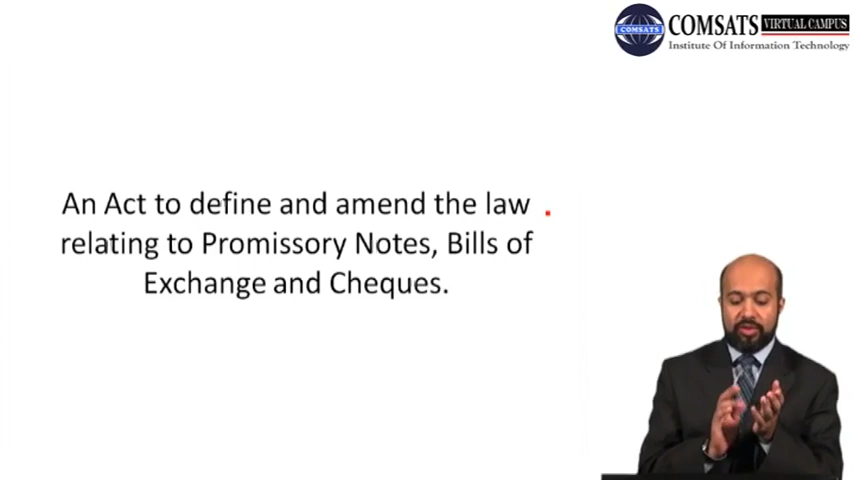 COMSATS VIRTUAL CAMPUS
Institute Of Information Technology
COMSATS
An Act to define and amend the law
relating to Promissory Notes, Bills of
Exchange and Cheques.